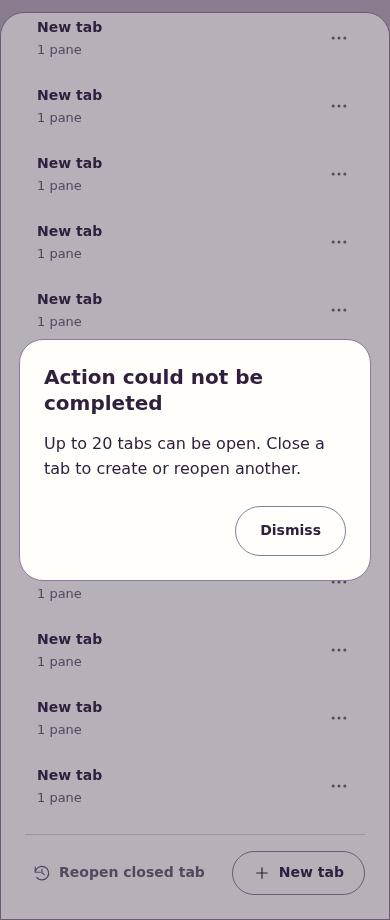 New tab
1 pane
New tab
1 pane
New tab
1 pane
New tab
1 pane
New tab
1 pane
Action could not be
completed
Up to 20 tabs can be open. Close a
tab to create or reopen another.
Dismiss
1 pane
New tab
1 pane
New tab
1 pane
New tab
1 pane
Reopen closed tab
New tab